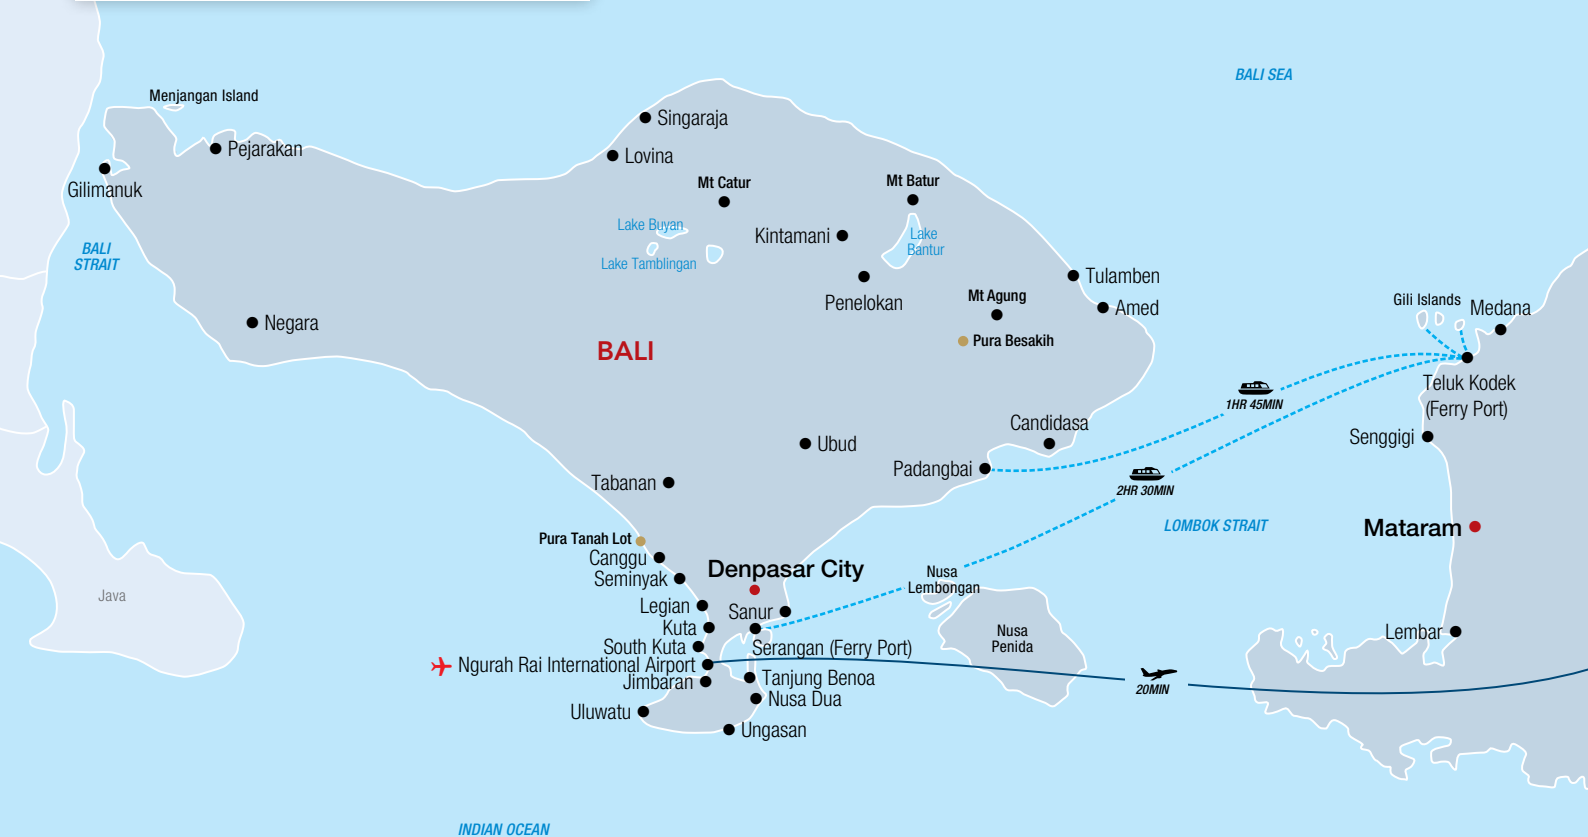 BALI SEA
Menjangan Island
Singaraja
Pejarakan
Lovina
Gilimanuk
Mt Catur
Mt Batur
Lake Buyan
Kintamani
Lake
Bantur
BALI
STRAIT
Lake Tamblingan
Tulamben
Penelokan
Mt Agung
Amed
Gili Islands
Medana
Negara
Pura Besakih
BALI
Teluk Kodek
(Ferry Port)
1HR 45MIN
Candidasa
Senggigi
Ubud
Padangbai
Tabanan
2HR 30MIN
LOMBOK STRAIT
Mataram
Pura Tanah Lot
Canggu
Seminyak
Denpasar City
Nusa
Lembongan
Java
Legian
Sanur
Kuta
Nusa
Penida
Lembar
South Kuta
Serangan (Ferry Port)
Ngurah Rai International Airport
Jimbaran
Tanjung Benoa
20MIN
Nusa Dua
Uluwatu
Ungasan
INDIAN OCEAN